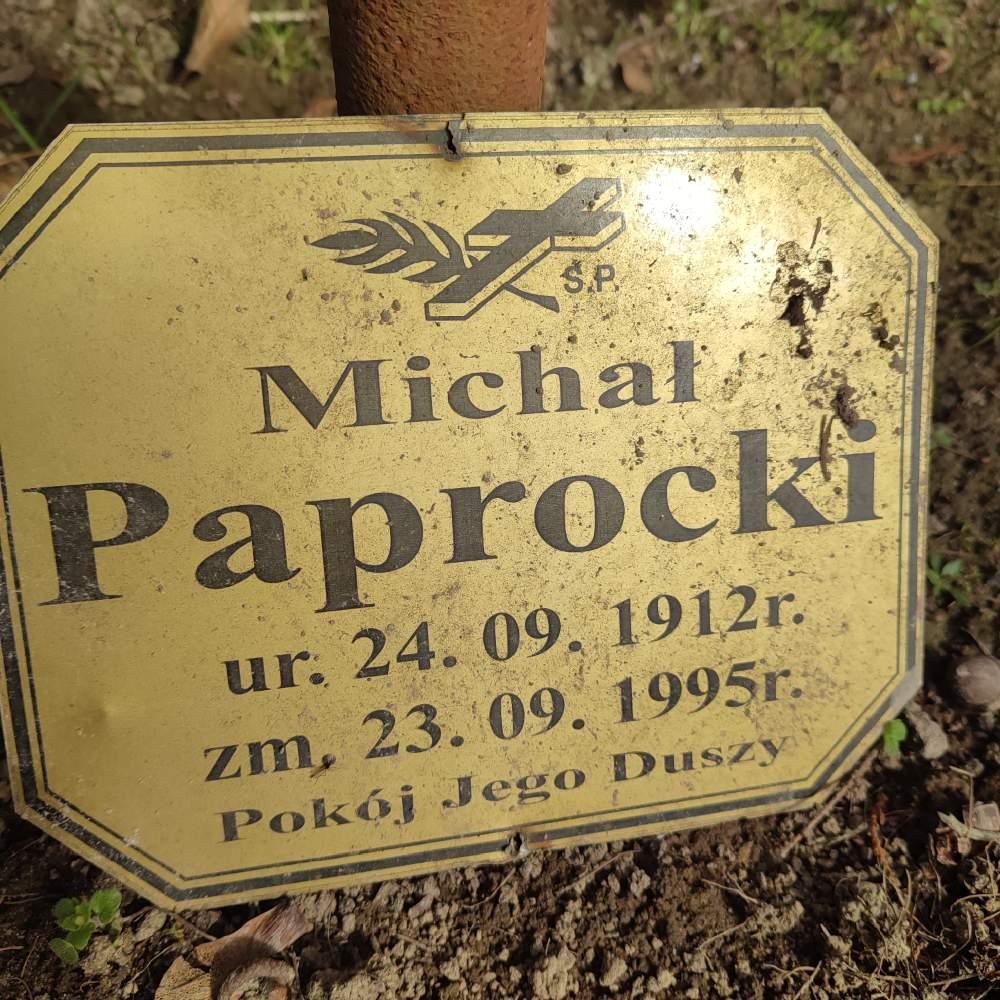 Ś.P.
Michał
Paprocki
ur. 24. 09. 1912r.
zm. 23. 09. 1995r.
Pokój Jego Duszy